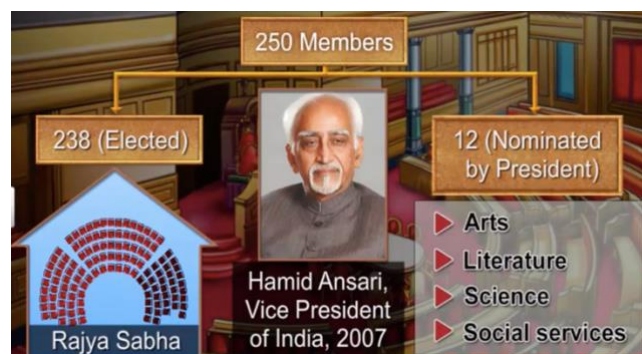 250 Members
238 (Elected)
12 (Nominated
by President)
Arts
Literature
Science
Social services
Rajya Sabha
Hamid Ansari,
Vice President
of India, 2007